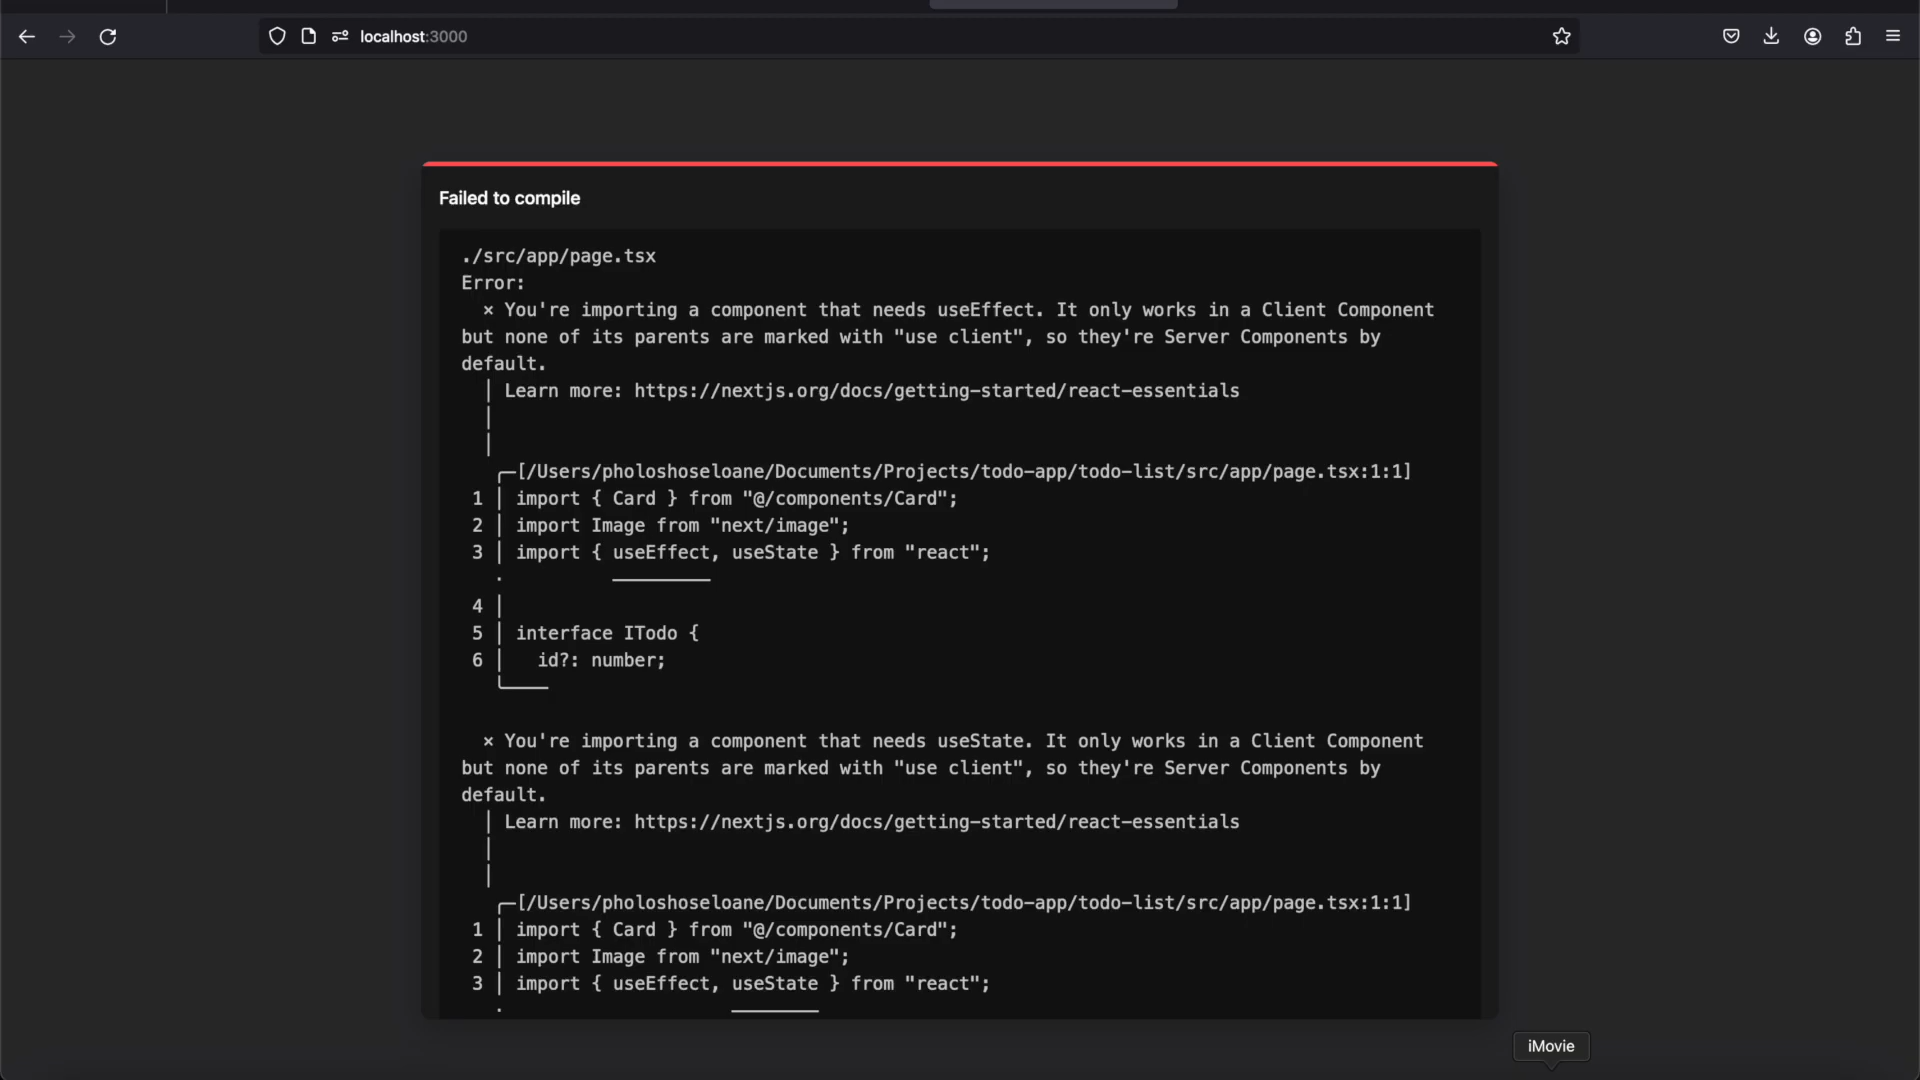 localhost:3000
Failed to compile
./src/app/page.tsx
Error:
× You're importing a component that needs useEffect. It only works in a Client Component
but none of its parents are marked with "use client", so they're Server Components by
default.
│ Learn more: https://nextjs.org/docs/getting-started/react-essentials
│
│
╭─[/Users/pholoshoseloane/Documents/Projects/todo-app/todo-list/src/app/page.tsx:1:1]
1 │ import { Card } from "@/components/Card";
2 │ import Image from "next/image";
3 │ import { useEffect, useState } from "react";
· ─────────
4 │
5 │ interface ITodo {
6 │ id?: number;
╰────
× You're importing a component that needs useState. It only works in a Client Component
but none of its parents are marked with "use client", so they're Server Components by
default.
│ Learn more: https://nextjs.org/docs/getting-started/react-essentials
│
│
╭─[/Users/pholoshoseloane/Documents/Projects/todo-app/todo-list/src/app/page.tsx:1:1]
1 │ import { Card } from "@/components/Card";
2 │ import Image from "next/image";
3 │ import { useEffect, useState } from "react";
· ────────
iMovie